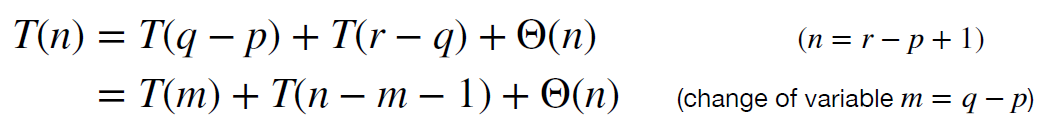 T(n) = T(q − p) + T(r − q) + Θ(n) (n = r − p + 1)
= T(m) + T(n − m − 1) + Θ(n) (change of variable m = q − p)